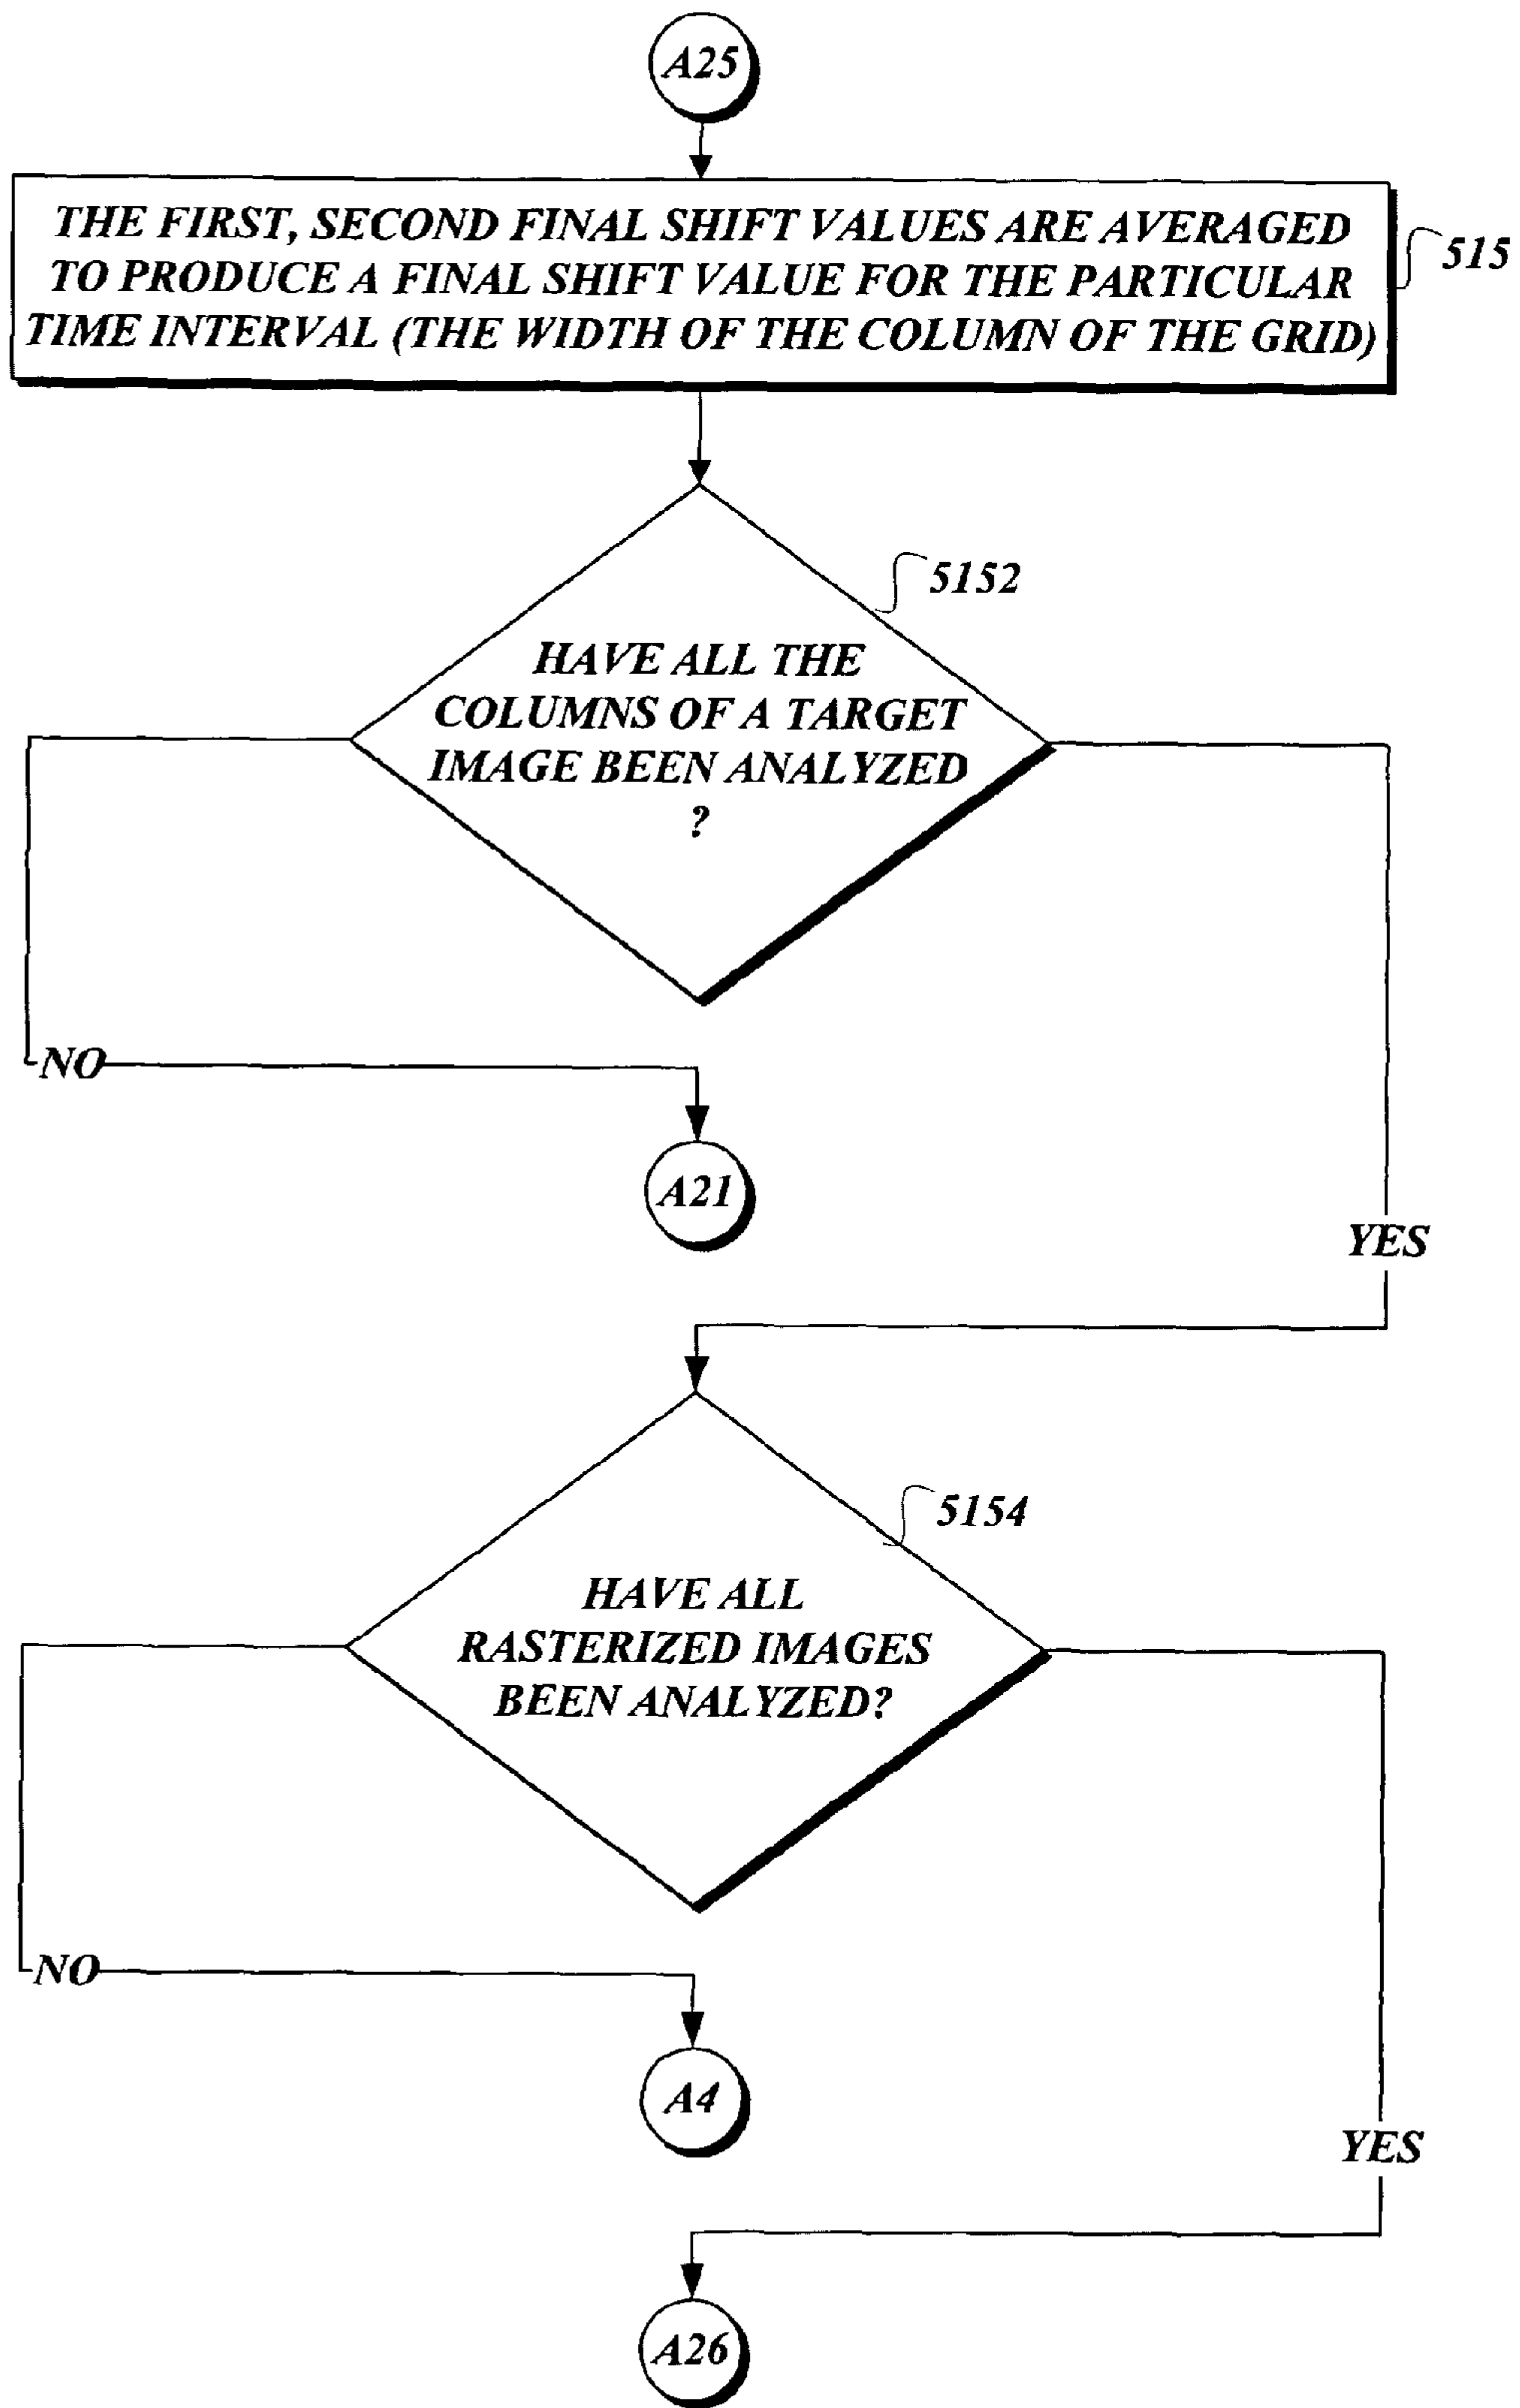 A25
THE FIRST, SECOND FINAL SHIFT VALUES ARE AVERAGED
TO PRODUCE A FINAL SHIFT VALUE FOR THE PARTICULAR
TIME INTERVAL (THE WIDTH OF THE COLUMN OF THE GRID)
515
5152
HAVE ALL THE
COLUMNS OF A TARGET
IMAGE BEEN ANALYZED
?
NO
A21
YES
5154
HAVE ALL
RASTERIZED IMAGES
BEEN ANALYZED?
NO
A4
YES
A26